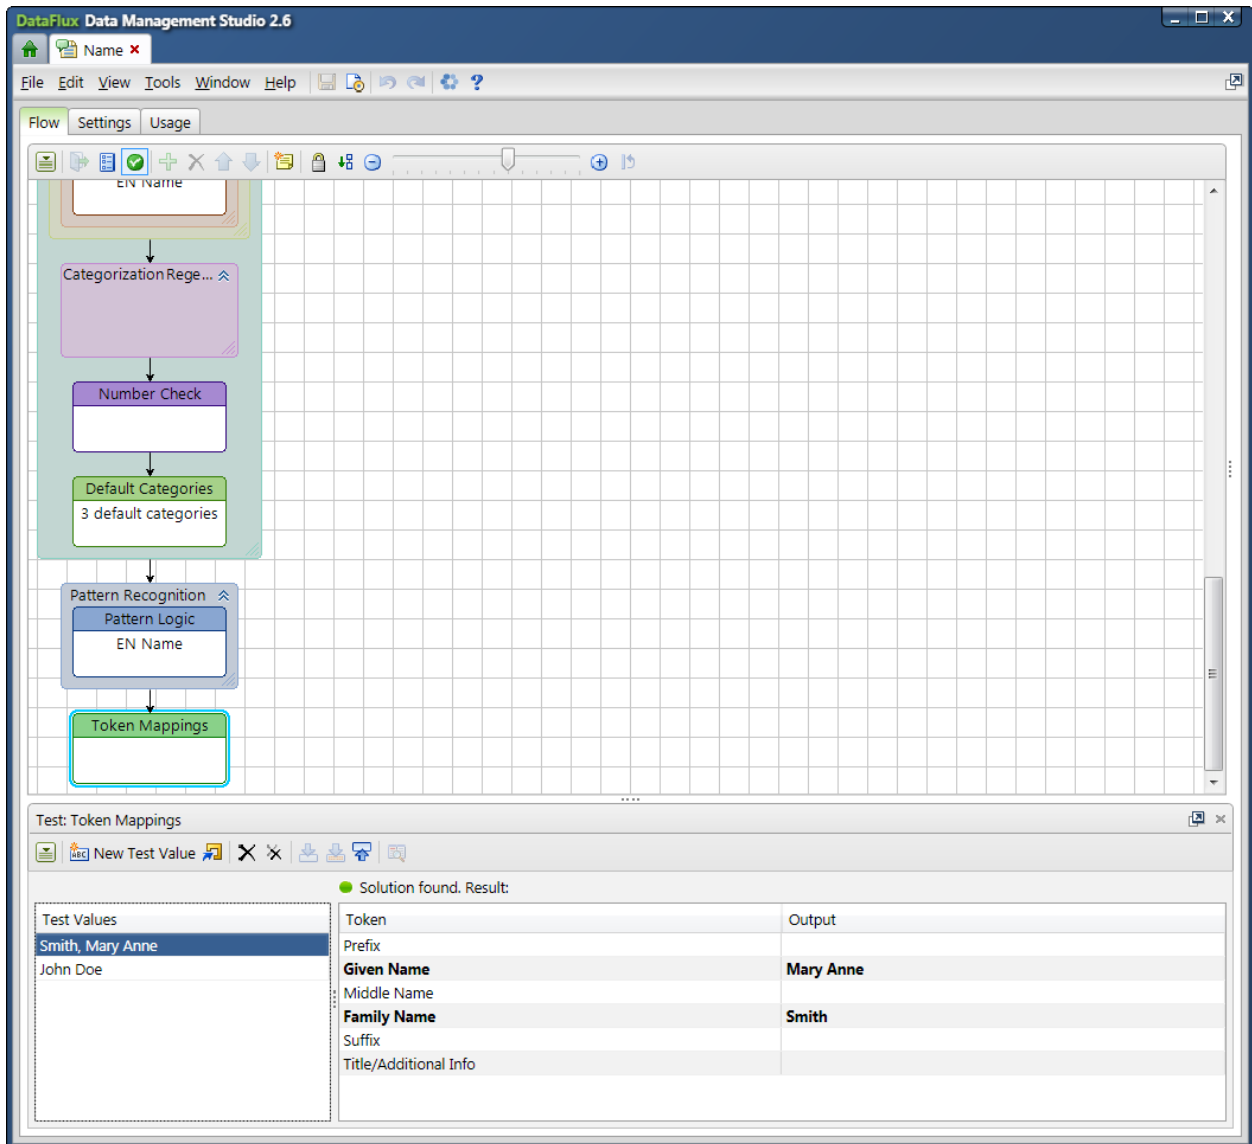 DataFlux Data Management Studio 2.6
Name
File Edit View Tools Window Help
Flow Settings Usage
EN Name
Categorization Rege...
Number Check
Default Categories
3 default categories
Pattern Recognition
Pattern Logic
EN Name
Token Mappings
Test: Token Mappings
ABC New Test Value
Solution found. Result:
Test Values Token Output
Smith, Mary Anne Prefix
John Doe Given Name Mary Anne
Middle Name
Family Name Smith
Suffix
Title/Additional Info